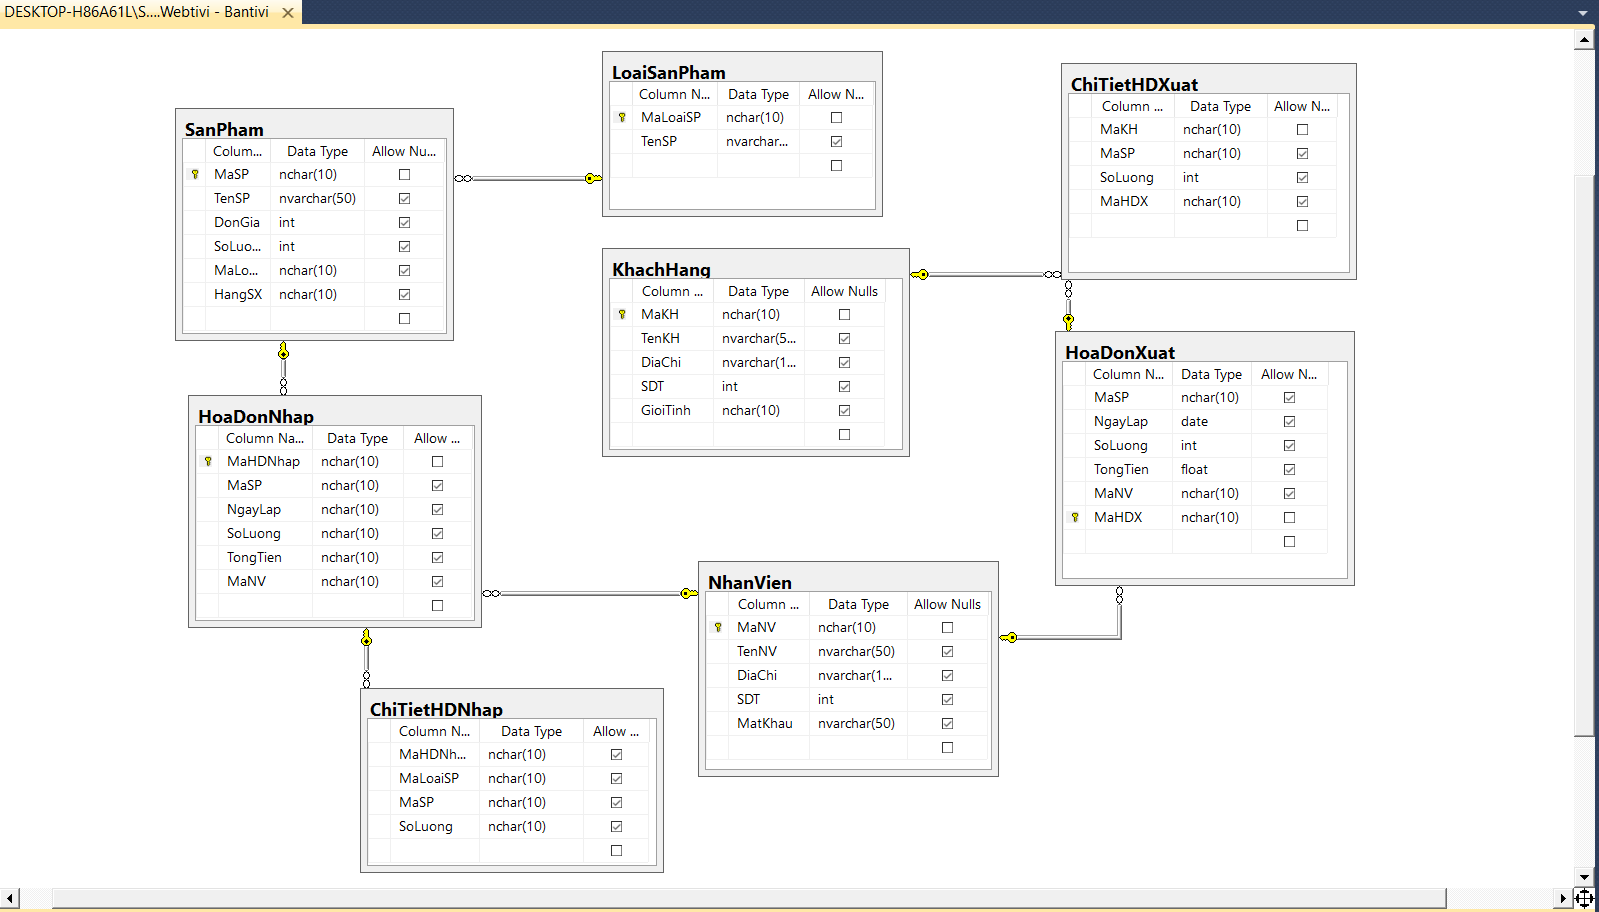 DESKTOP-H86A61L\S....Webtivi - Bantivi
SanPham
Colum... Data Type Allow Nu...
MaSP nchar(10)
TenSP nvarchar(50)
DonGia int
SoLuo... int
MaLo... nchar(10)
HangSX nchar(10)
LoaiSanPham
Column N... Data Type Allow N...
MaLoaiSP nchar(10)
TenSP nvarchar...
ChiTietHDXuat
Column ... Data Type Allow N...
MaKH nchar(10)
MaSP nchar(10)
SoLuong int
MaHDX nchar(10)
KhachHang
Column ... Data Type Allow Nulls
MaKH nchar(10)
TenKH nvarchar(5...
DiaChi nvarchar(1...
SDT int
GioiTinh nchar(10)
HoaDonXuat
Column N... Data Type Allow N...
MaSP nchar(10)
NgayLap date
SoLuong int
TongTien float
MaNV nchar(10)
MaHDX nchar(10)
HoaDonNhap
Column Na... Data Type Allow ...
MaHDNhap nchar(10)
MaSP nchar(10)
NgayLap nchar(10)
SoLuong nchar(10)
TongTien nchar(10)
MaNV nchar(10)
NhanVien
Column ... Data Type Allow Nulls
MaNV nchar(10)
TenNV nvarchar(50)
DiaChi nvarchar(1...
SDT int
MatKhau nvarchar(50)
ChiTietHDNhap
Column N... Data Type Allow ...
MaHDNh... nchar(10)
MaLoaiSP nchar(10)
MaSP nchar(10)
SoLuong nchar(10)